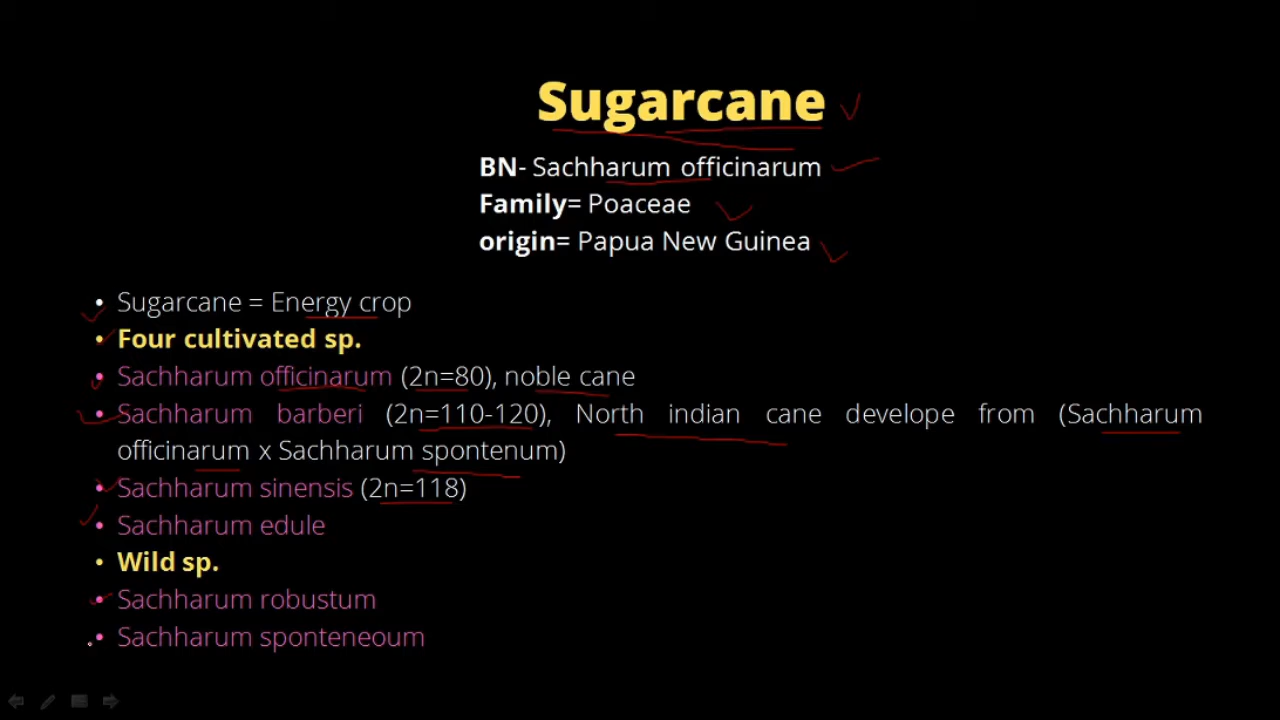 Sugarcane
BN- Sachharum officinarum
Family= Poaceae
origin= Papua New Guinea
• Sugarcane = Energy crop
• Four cultivated sp.
• Sachharum officinarum (2n=80), noble cane
• Sachharum barberi (2n=110-120), North indian cane develope from (Sachharum
officinarum x Sachharum spontenum)
• Sachharum sinensis (2n=118)
• Sachharum edule
• Wild sp.
• Sachharum robustum
• Sachharum sponteneoum